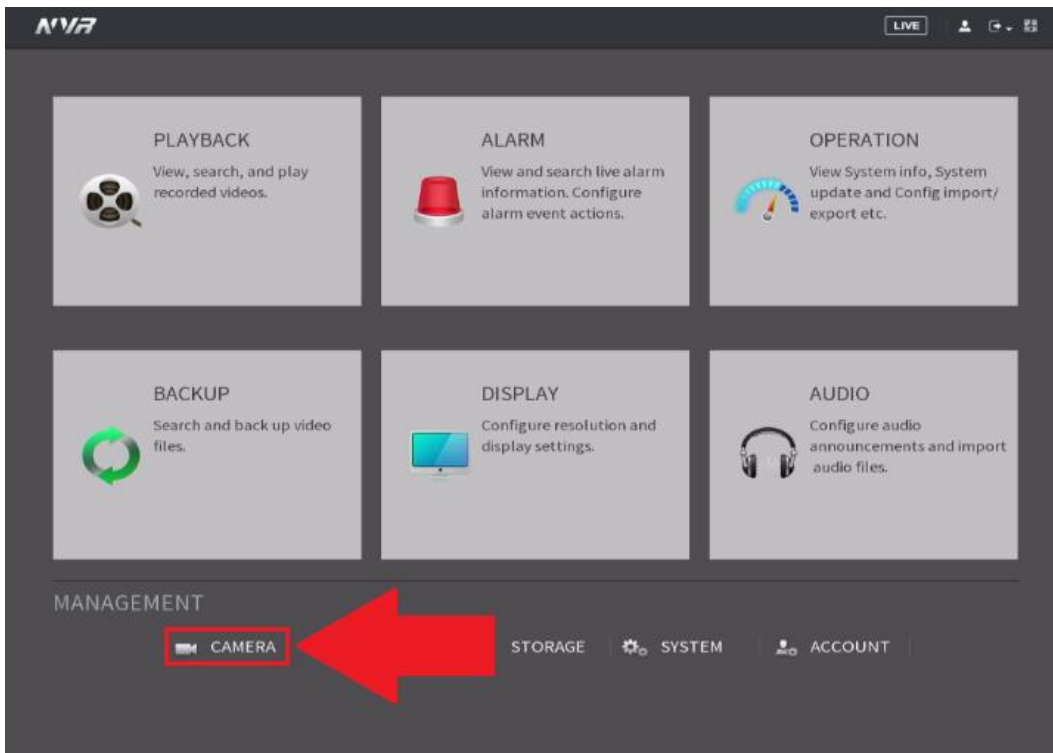 NVR
LIVE
PLAYBACK
View, search, and play
recorded videos.
ALARM
View and search live alarm
information. Configure
alarm event actions.
OPERATION
View System info, System
update and Config import/
export etc.
BACKUP
Search and back up video
files.
DISPLAY
Configure resolution and
display settings.
AUDIO
Configure audio
announcements and import
audio files.
MANAGEMENT
CAMERA
STORAGE
SYSTEM
ACCOUNT